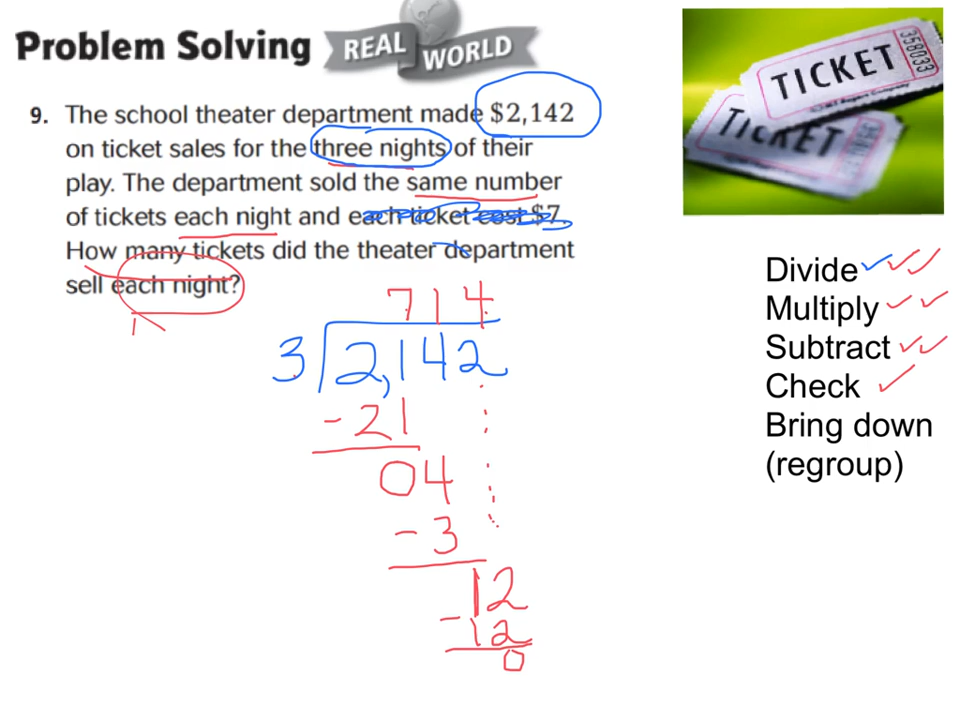 Problem Solving REAL WORLD
9. The school theater department made $2,142
on ticket sales for the three nights of their
play. The department sold the same number
of tickets each night and each ticket cost $7.
How many tickets did the theater department
sell each night?
TICKET 358033
TICKET
Divide
Multiply
Subtract
Check
Bring down
(regroup)
714
3 2,142
-21
04
-3
12
-12
0